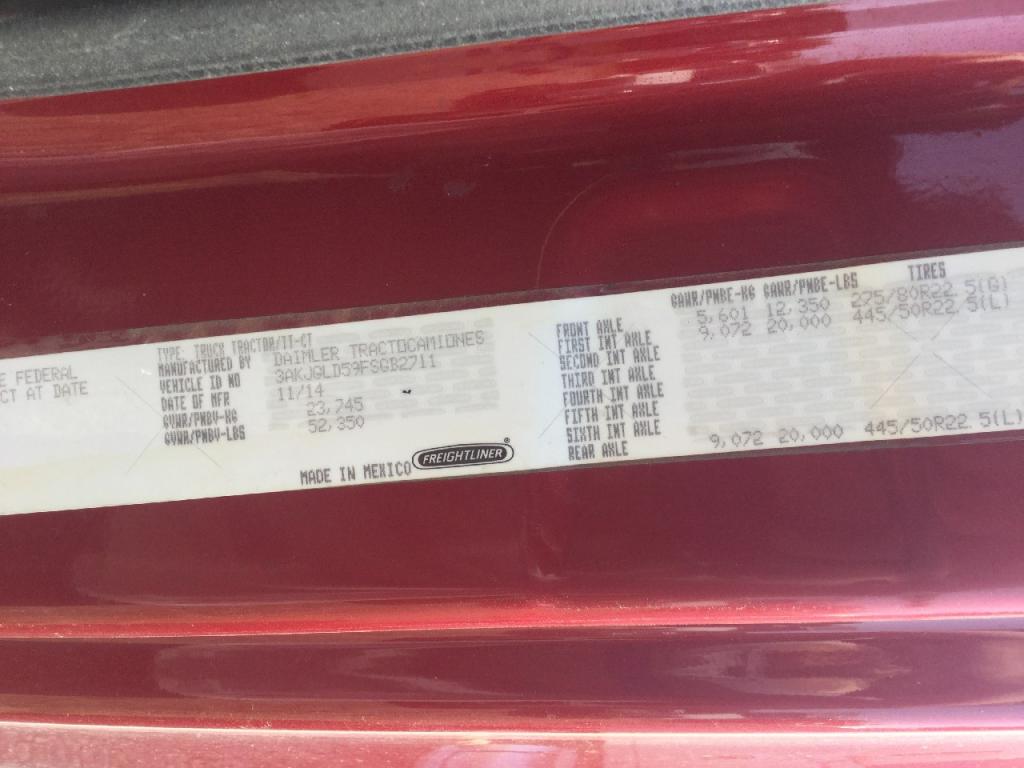 E FEDERAL
CT AT DATE
TYPE: TRUCK TRACTOR/TT-CT
MANUFACTURED BY DAIMLER TRACTOCAMIONES
VEHICLE ID NO 3AKJGLD59FSGB2711
DATE OF MFR 11/14
GVWR/PNBV-KG 23,745
GVWR/PNBV-LBS 52,350
MADE IN MEXICO FREIGHTLINER®
GAWR/PNBE-KG GAWR/PNBE-LBS TIRES
FRONT AXLE 5,601 12,350 275/80R22.5(G)
FIRST INT AXLE 9,072 20,000 445/50R22.5(L)
SECOND INT AXLE
THIRD INT AXLE
FOURTH INT AXLE
FIFTH INT AXLE
SIXTH INT AXLE
REAR AXLE 9,072 20,000 445/50R22.5(L)